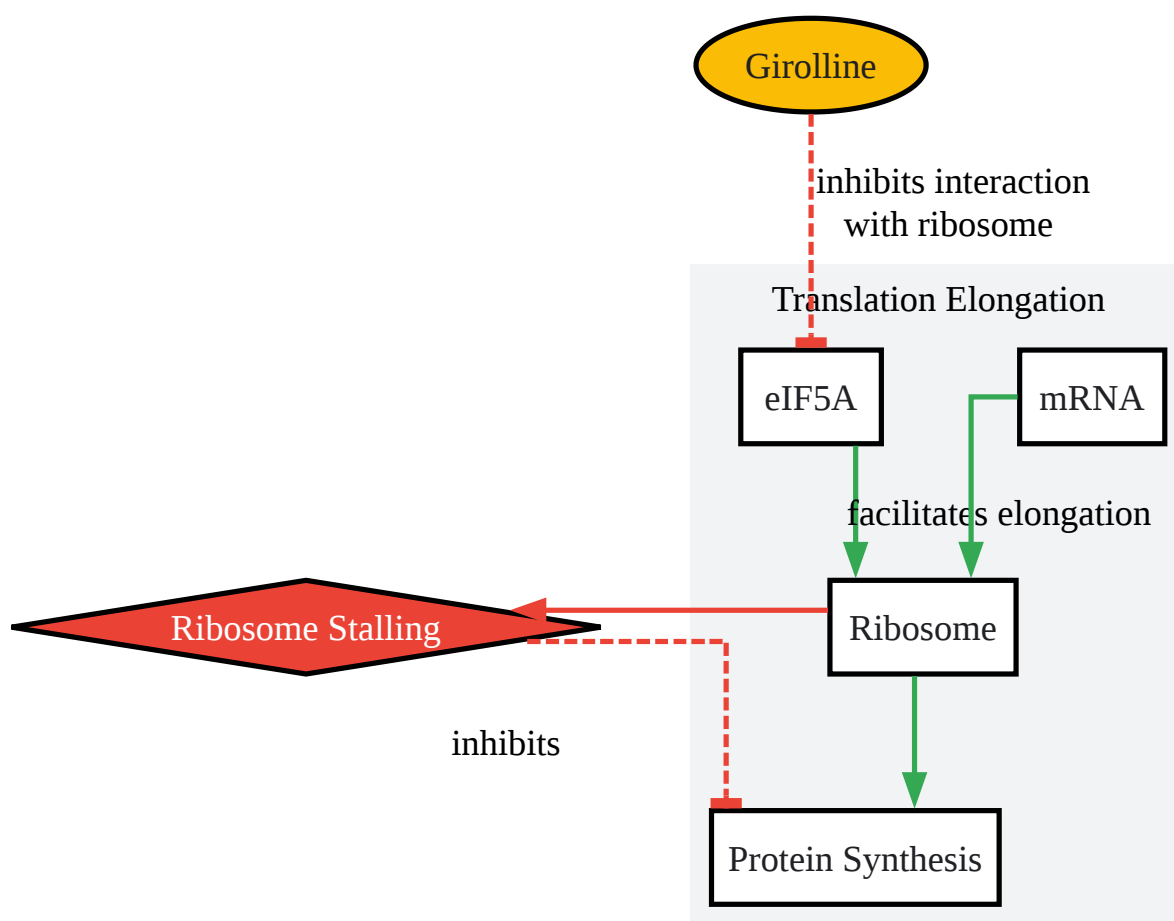 Girolline
inhibits interaction
with ribosome
Translation Elongation
eIF5A
mRNA
facilitates elongation
Ribosome Stalling
Ribosome
inhibits
Protein Synthesis